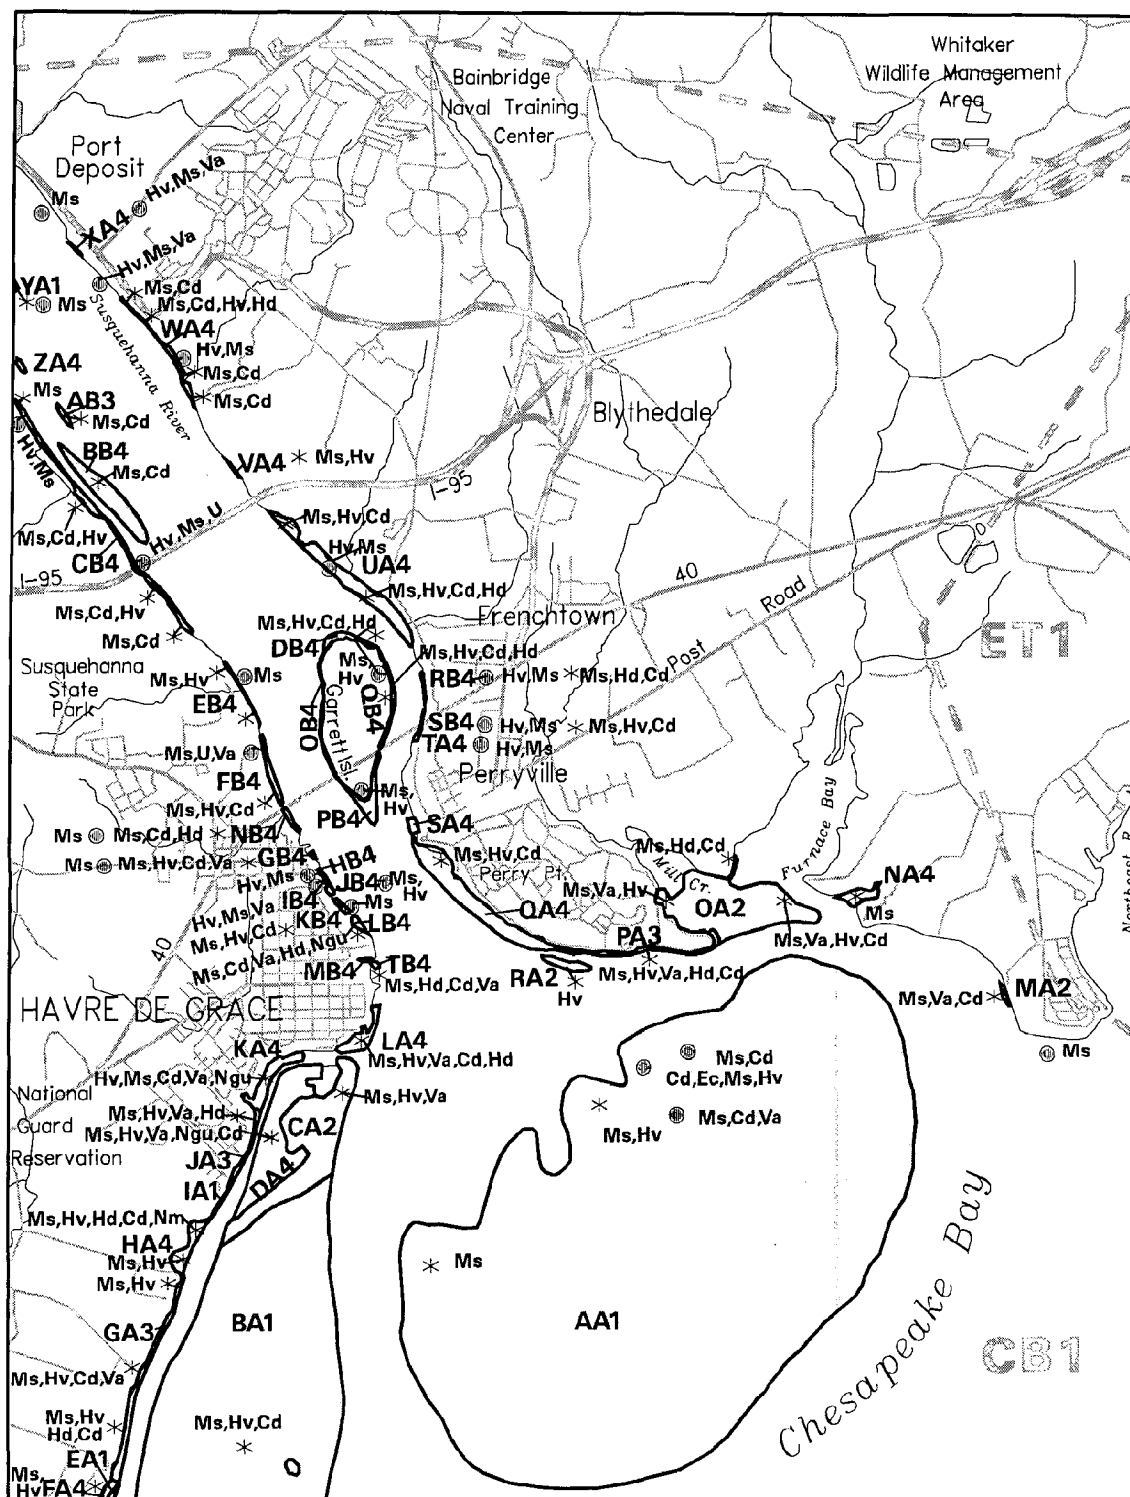 Whitaker
Wildlife Management
Area
Bainbridge
Naval Training
Center
Port
Deposit
Hv,Ms,Va
Ms
XA4
Hv,Ms,Va
YA1
Ms
Ms,Cd
Ms,Cd,Hv,Hd
Susquehanna River
WA4
Hv,Ms
ZA4
Ms,Cd
Ms
AB3
Ms,Cd
Ms,Cd
Blythedale
BB4
Hv,Ms
Ms,Cd
VA4
Ms,Hv
I-95
Hv,Ms,U
Ms,Hv,Cd
Ms,Cd,Hv
CB4
Hv,Ms
UA4
I-95
40
Road
Ms,Hv,Cd,Hd
Ms,Cd,Hv
Frenchtown
Ms,Cd
Ms,Hv,Cd,Hd
DB4
ET1
Post
Susquehanna
State
Park
Ms,Hv
Ms
EB4
Ms,
Hv
Ms,Hv,Cd,Hd
RB4
Hv,Ms
Ms,Hd,Cd
OB4
Garrett Isl.
QB4
SB4
Hv,Ms
Ms,Hv,Cd
TA4
Hv,Ms
Ms,U,Va
FB4
Perryville
Ms,Hv,Cd
PB4
Ms,
Hv
SA4
Furnace Bay
Ms
Ms,Cd,Hd
NB4
Ms
Ms,Hv,Cd,Va
GB4
HB4
Ms,Hv,Cd
Perry Pt.
Ms,Hd,Cd
Mill Cr.
Hv,Ms
JB4
Ms,
Hv
NA4
Ms
Hv,Ms,Va
IB4
Ms
Ms,Va,Hv
OA2
KB4
QA4
Ms,Hv,Cd
LB4
PA3
Ms,Va,Hv,Cd
Northeast R
40
Ms,Cd,Va,Hd,Ngu
MB4
TB4
Ms,Hd,Cd,Va
RA2
Hv
Ms,Hv,Va,Hd,Cd
Ms,Va,Cd
MA2
Ms
HAVRE DE GRACE
KA4
LA4
Ms,Hv,Va,Cd,Hd
Ms,Cd
Hv,Ms,Cd,Va,Ngu
Cd,Ec,Ms,Hv
National
Guard
Reservation
Ms,Hv,Va
Ms,Hv,Va,Hd
Ms,Cd,Va
Ms,Hv
Ms,Hv,Va,Ngu,Cd
CA2
JA3
DA4
IA1
Ms,Hv,Hd,Cd,Nm
HA4
Ms,Hv
Ms,Hv
Ms
Chesapeake Bay
GA3
BA1
AA1
CB1
Ms,Hv,Cd,Va
Ms,Hv
Hd,Cd
Ms,Hv,Cd
EA1
Ms,
Hv
FA4